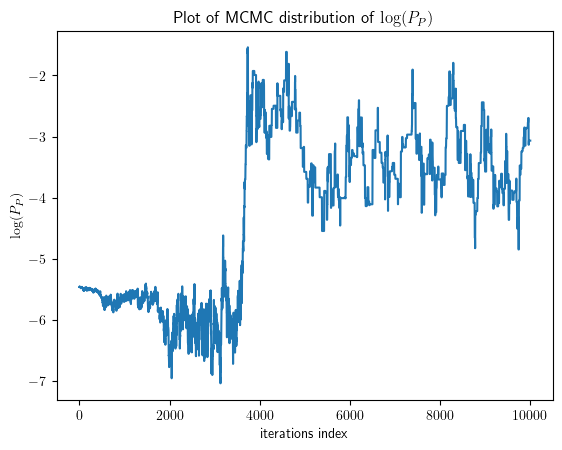 Plot of MCMC distribution of log(P_P)
log(P_P)
−2
−3
−4
−5
−6
−7
0 2000 4000 6000 8000 10000
iterations index